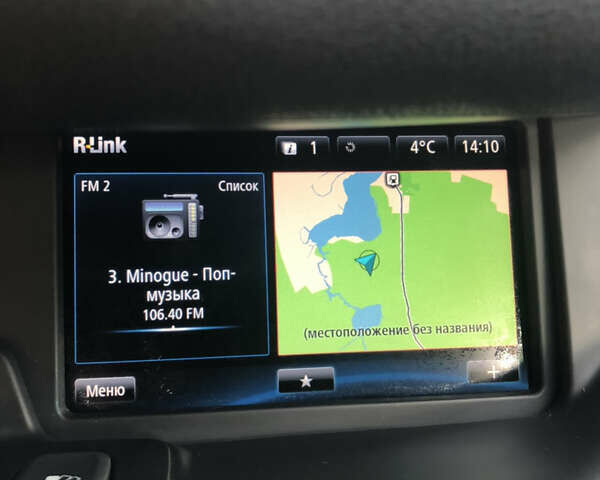 R-Link
i 1
4°C
14:10
FM 2
Список
3. Minogue - Поп-
музыка
106.40 FM
(местоположение без названия)
Меню
★
+